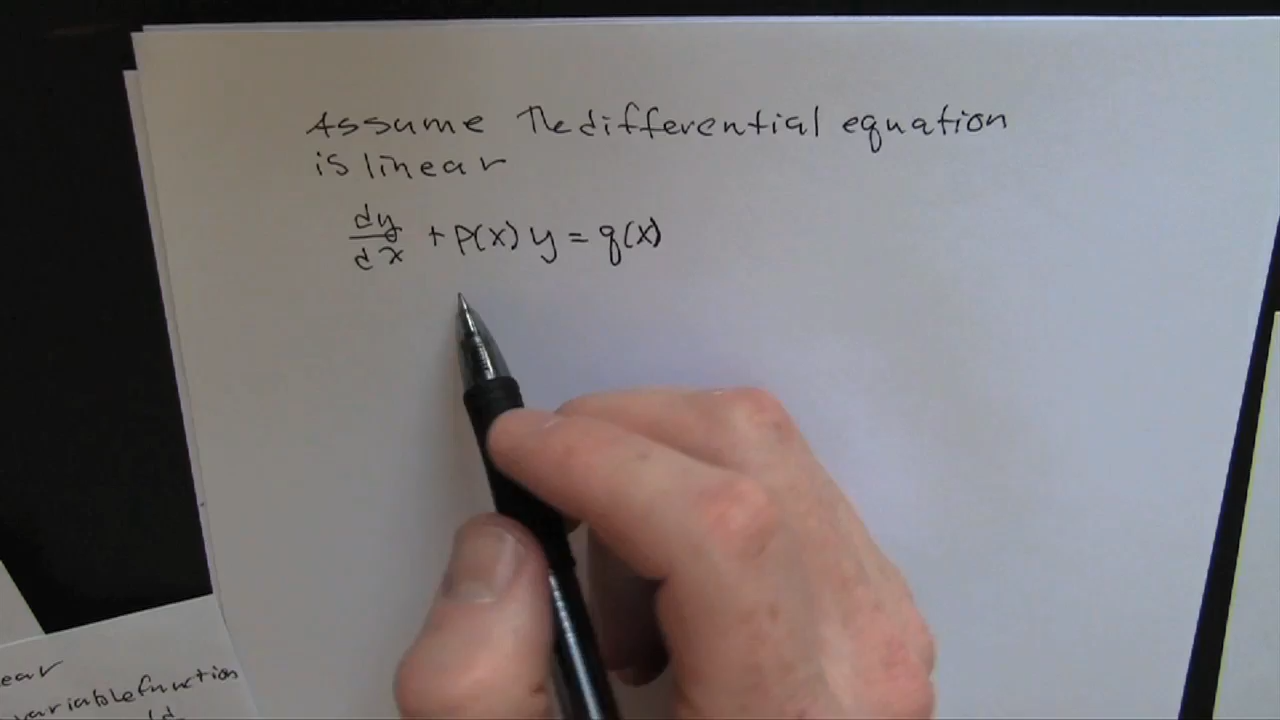 Assume The differential equation
is linear
dy/dx + P(x) y = q(x)
ear
variable function